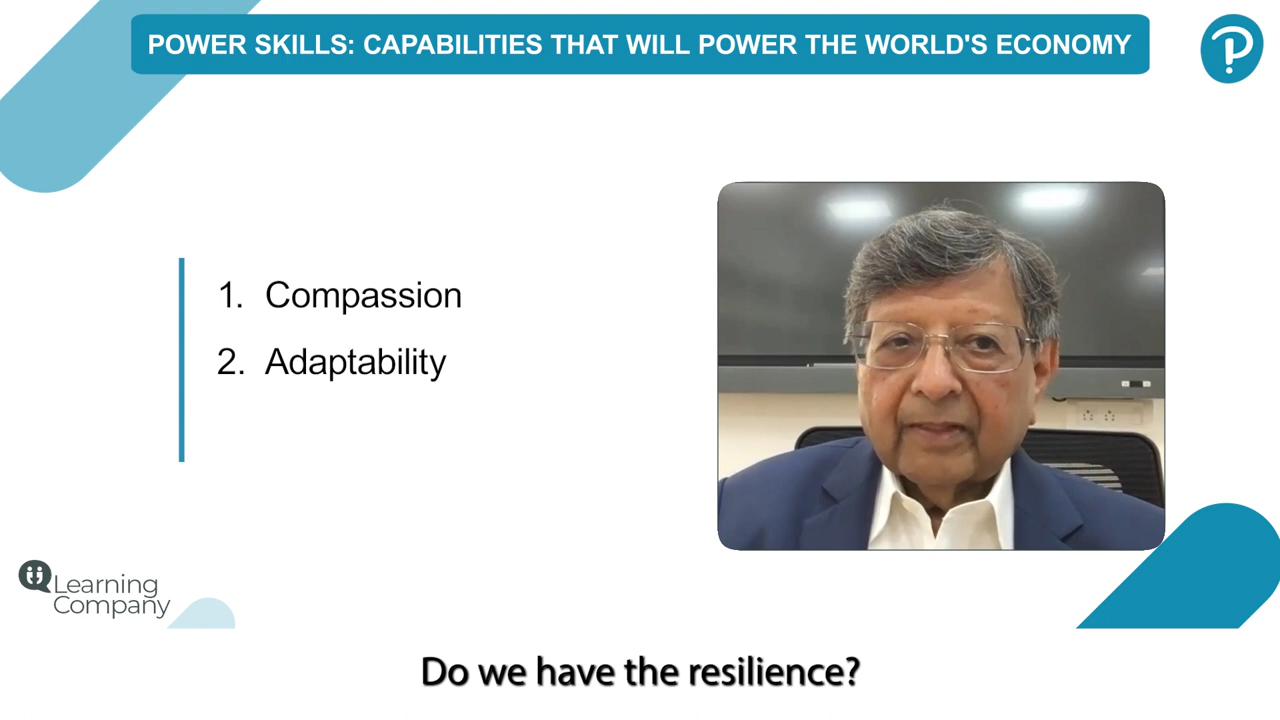 POWER SKILLS: CAPABILITIES THAT WILL POWER THE WORLD'S ECONOMY
1. Compassion
2. Adaptability
Learning
Company
Do we have the resilience?